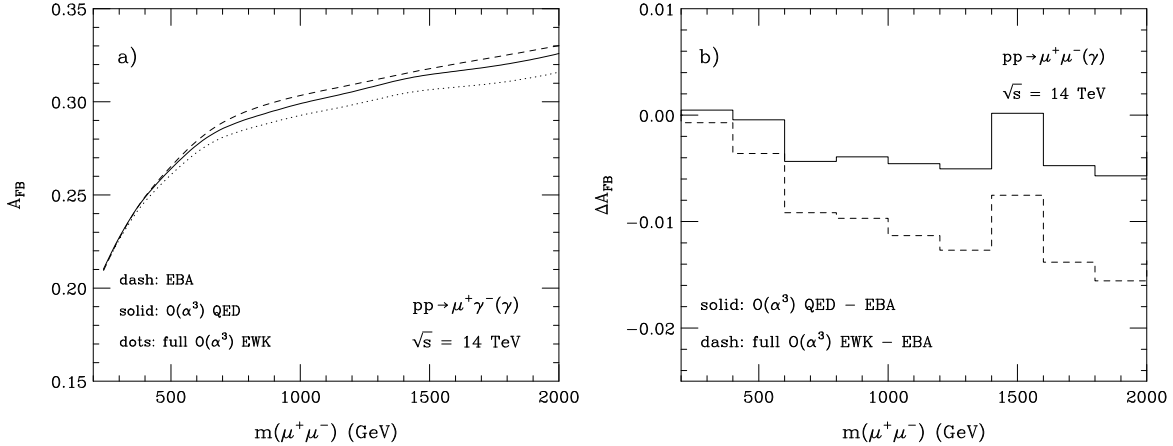 0.35
a)
0.30
0.25
0.20
0.15
A_FB
dash: EBA
solid: O(α³) QED
dots: full O(α³) EWK
pp→μ⁺γ⁻(γ)
√s = 14 TeV
500
1000
1500
2000
m(μ⁺μ⁻) (GeV)
0.01
b)
0.00
-0.01
-0.02
ΔA_FB
pp→μ⁺μ⁻(γ)
√s = 14 TeV
solid: O(α³) QED − EBA
dash: full O(α³) EWK − EBA
500
1000
1500
2000
m(μ⁺μ⁻) (GeV)